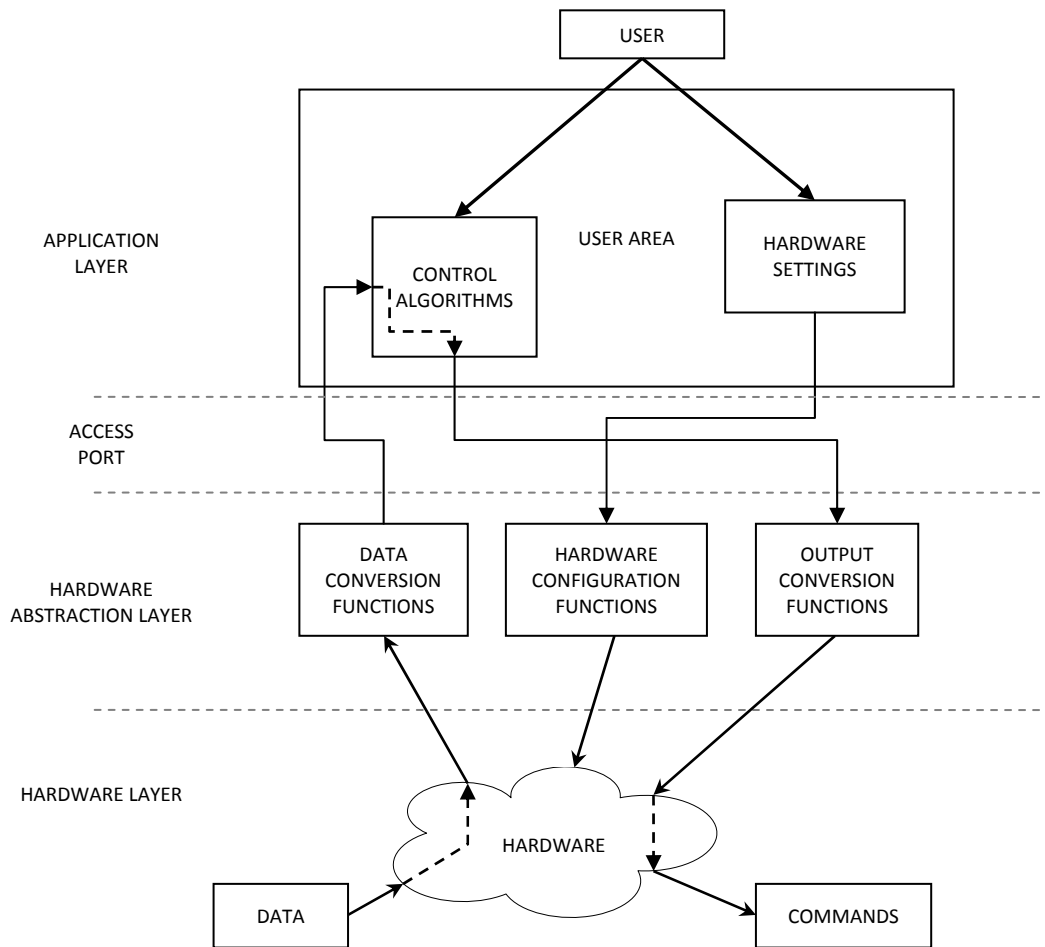 USER
APPLICATION
LAYER
USER AREA
HARDWARE
SETTINGS
CONTROL
ALGORITHMS
ACCESS
PORT
HARDWARE
ABSTRACTION LAYER
DATA
CONVERSION
FUNCTIONS
HARDWARE
CONFIGURATION
FUNCTIONS
OUTPUT
CONVERSION
FUNCTIONS
HARDWARE LAYER
HARDWARE
DATA
COMMANDS